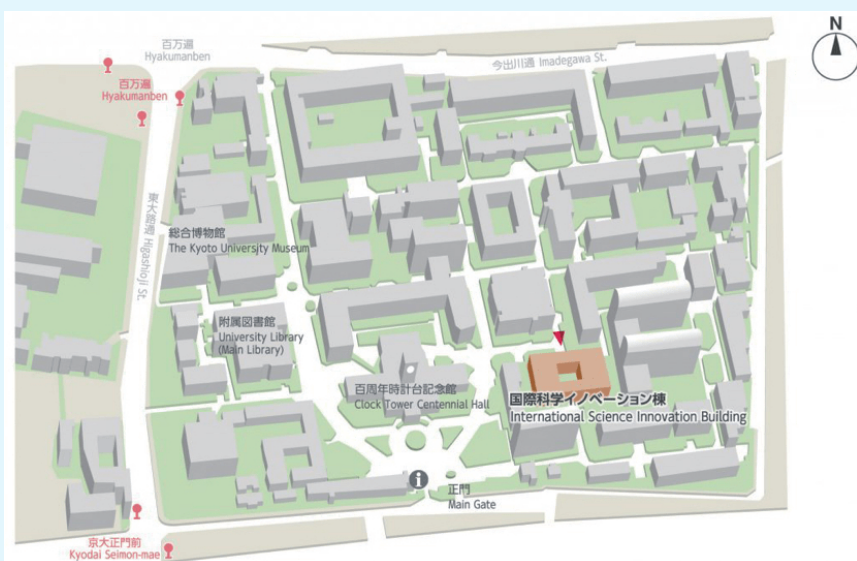 百万遍
Hyakumanben
N
今出川通 Imadegawa St.
百万遍
Hyakumanben
東大路通 Higashioji St.
総合博物館
The Kyoto University Museum
附属図書館
University Library
(Main Library)
百周年時計台記念館
Clock Tower Centennial Hall
国際科学イノベーション棟
International Science Innovation Building
i
正門
Main Gate
京大正門前
Kyodai Seimon-mae